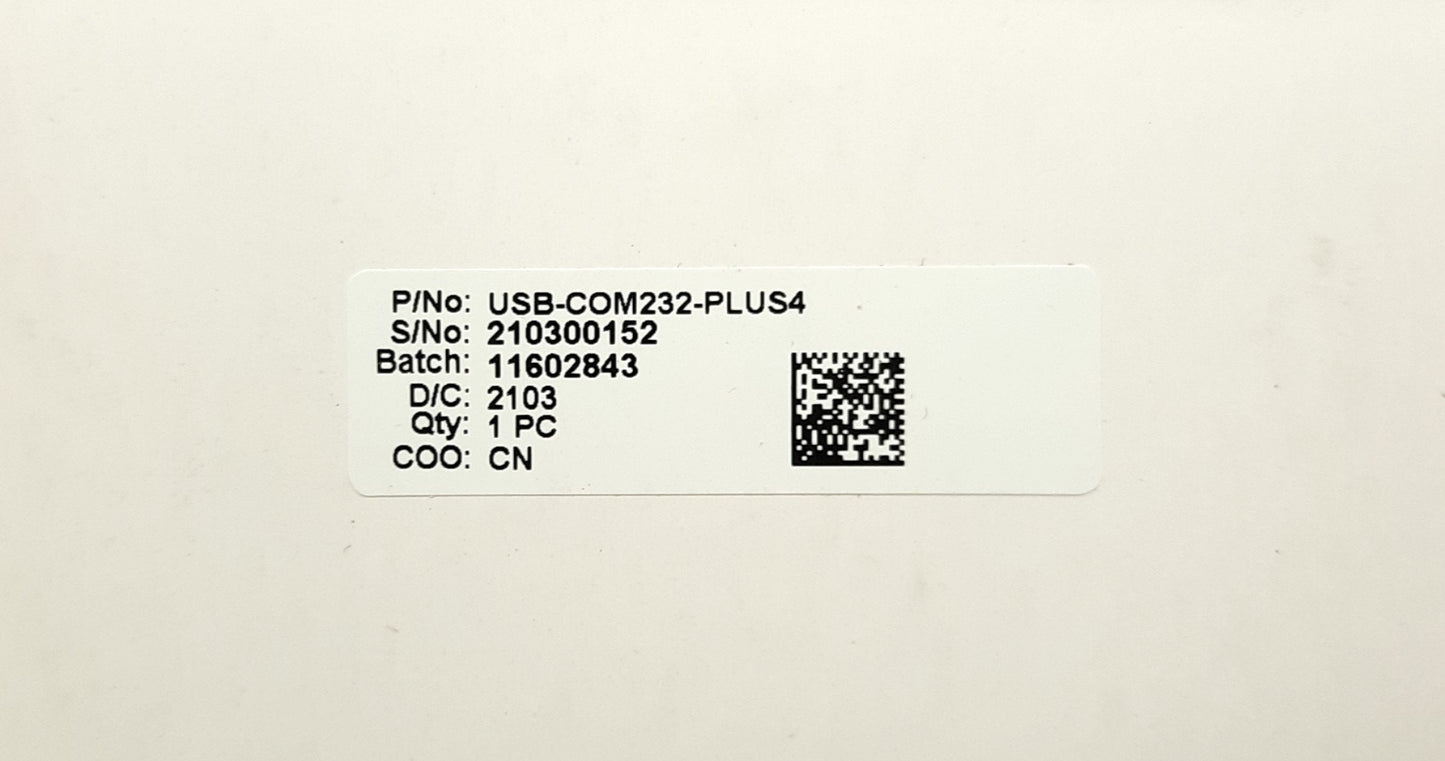 P/No: USB-COM232-PLUS4
S/No: 210300152
Batch: 11602843
D/C: 2103
Qty: 1 PC
COO: CN